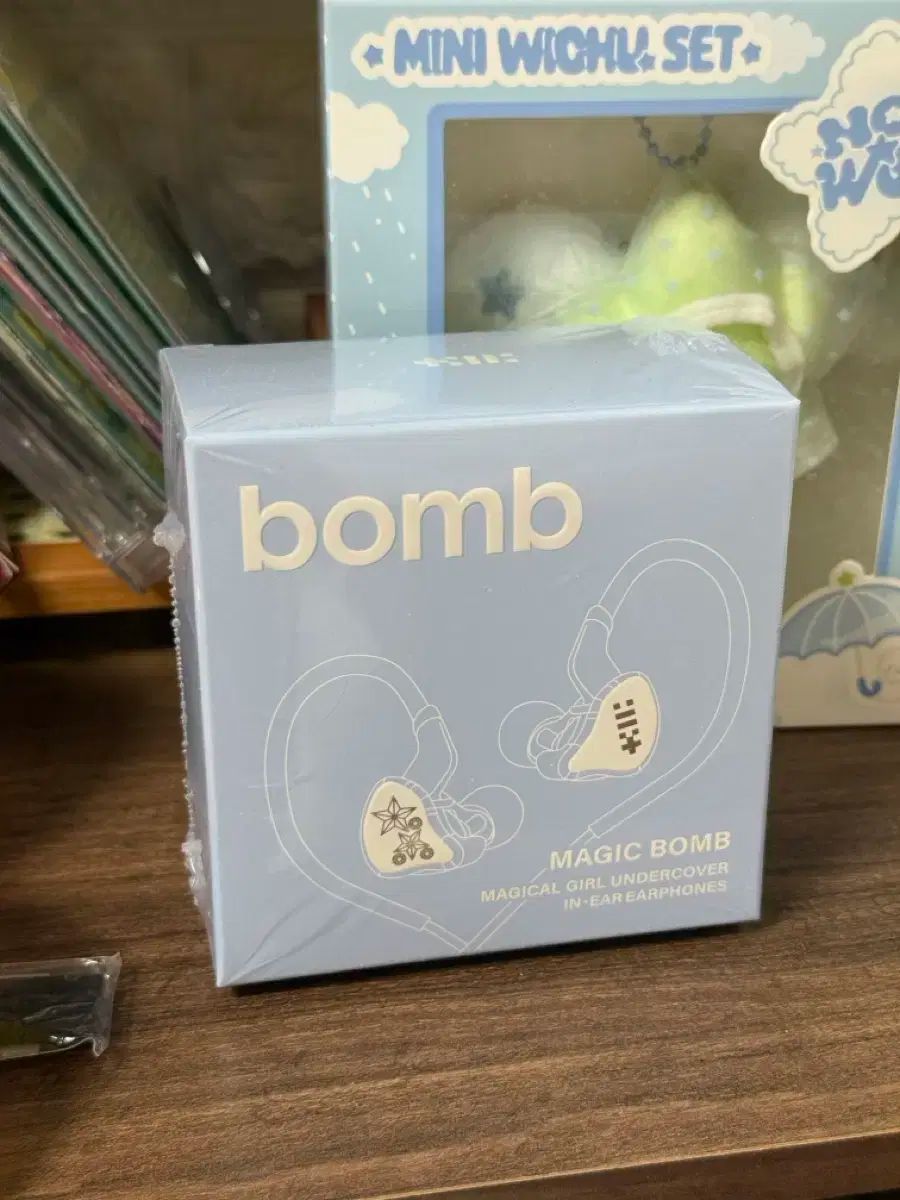 MINI WICHU SET
bomb
MAGIC BOMB
MAGICAL GIRL UNDERCOVER
IN-EAR EARPHONES